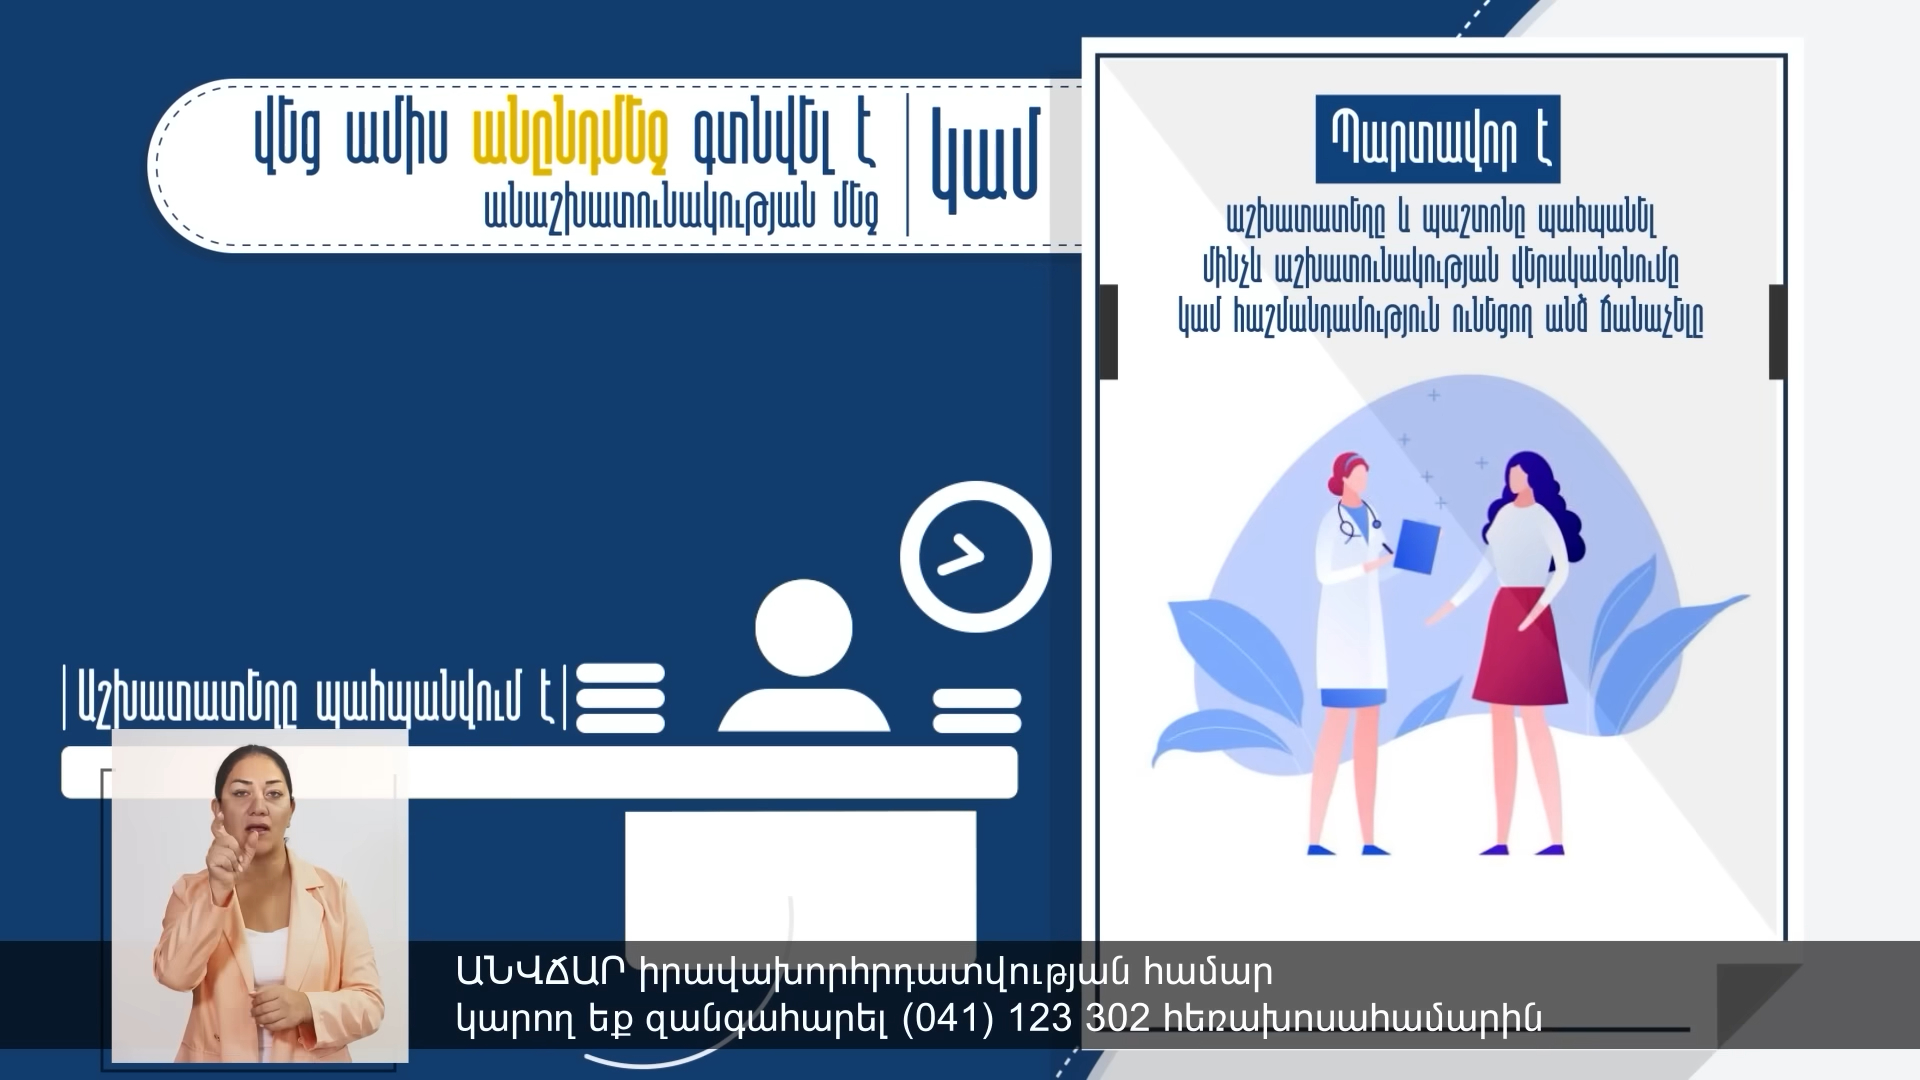 վեց ամիս անընդմեջ գտնվել է
անաշխատունակության մեջ
կամ
Պարտավոր է
աշխատատեղը և պաշտոնը պահպանել
մինչև աշխատունակության վերականգնումը
կամ հաշմանդամություն ունեցող անձ ճանաչելը
Աշխատատեղը պահպանվում է
ԱՆՎՃԱՐ իրավախորհրդատվության համար
կարող եք զանգահարել (041) 123 302 հեռախոսահամարին